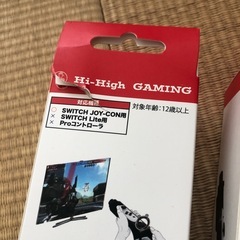 Hi-High GAMING
対応機種
対象年齢:12歳以上
○ SWITCH JOY-CON用
× SWITCH Lite用
× Proコントローラ